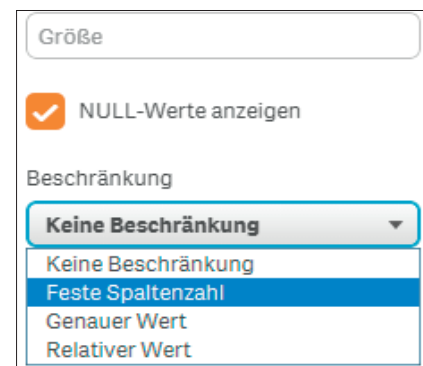 Größe
NULL-Werte anzeigen
Beschränkung
Keine Beschränkung
Keine Beschränkung
Feste Spaltenzahl
Genauer Wert
Relativer Wert